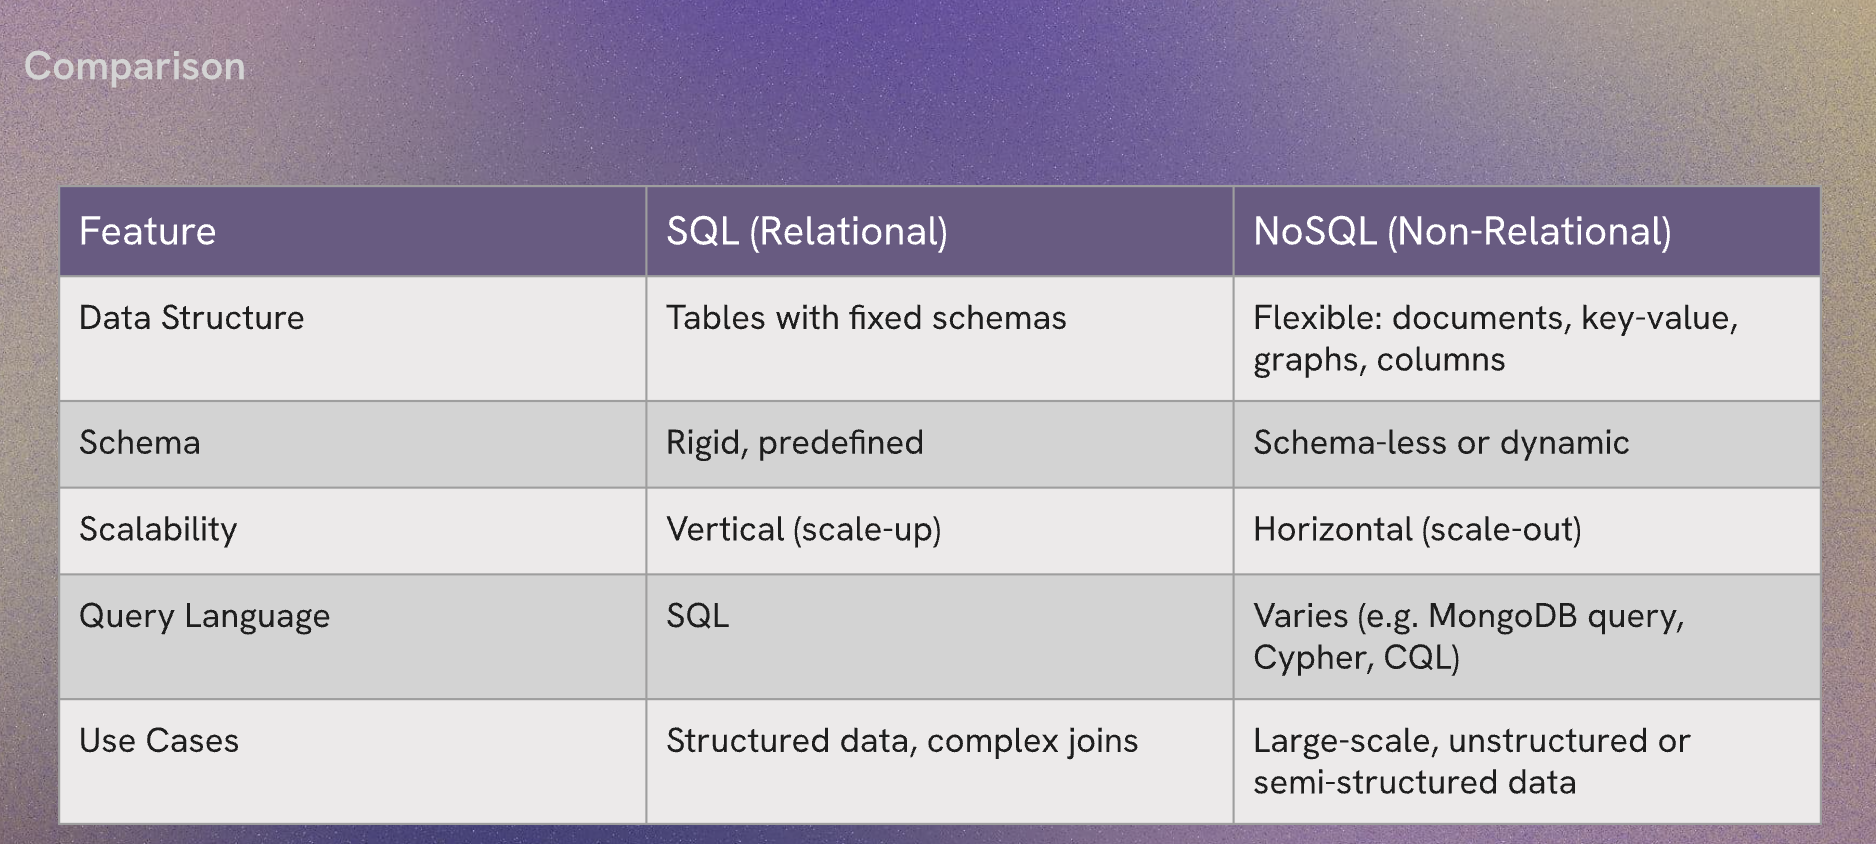 Comparison
Feature
SQL (Relational)
NoSQL (Non-Relational)
Data Structure
Tables with fixed schemas
Flexible: documents, key-value,
graphs, columns
Schema
Rigid, predefined
Schema-less or dynamic
Scalability
Vertical (scale-up)
Horizontal (scale-out)
Query Language
SQL
Varies (e.g. MongoDB query,
Cypher, CQL)
Use Cases
Structured data, complex joins
Large-scale, unstructured or
semi-structured data